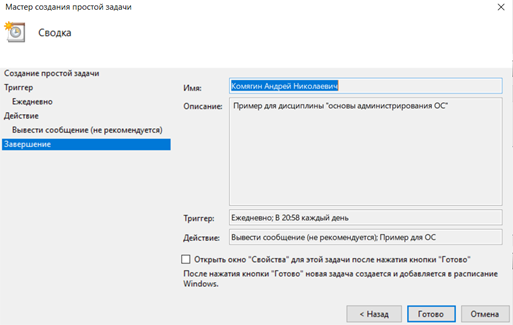 Мастер создания простой задачи
Сводка
Создание простой задачи
Триггер
Ежедневно
Действие
Вывести сообщение (не рекомендуется)
Завершение
Имя: Комягин Андрей Николаевич
Описание: Пример для дисциплины "основы администрирования ОС"
Триггер: Ежедневно; В 20:58 каждый день
Действие: Вывести сообщение (не рекомендуется); Пример для ОС
Открыть окно "Свойства" для этой задачи после нажатия кнопки "Готово"
После нажатия кнопки "Готово" новая задача создается и добавляется в расписание
Windows.
< Назад Готово Отмена